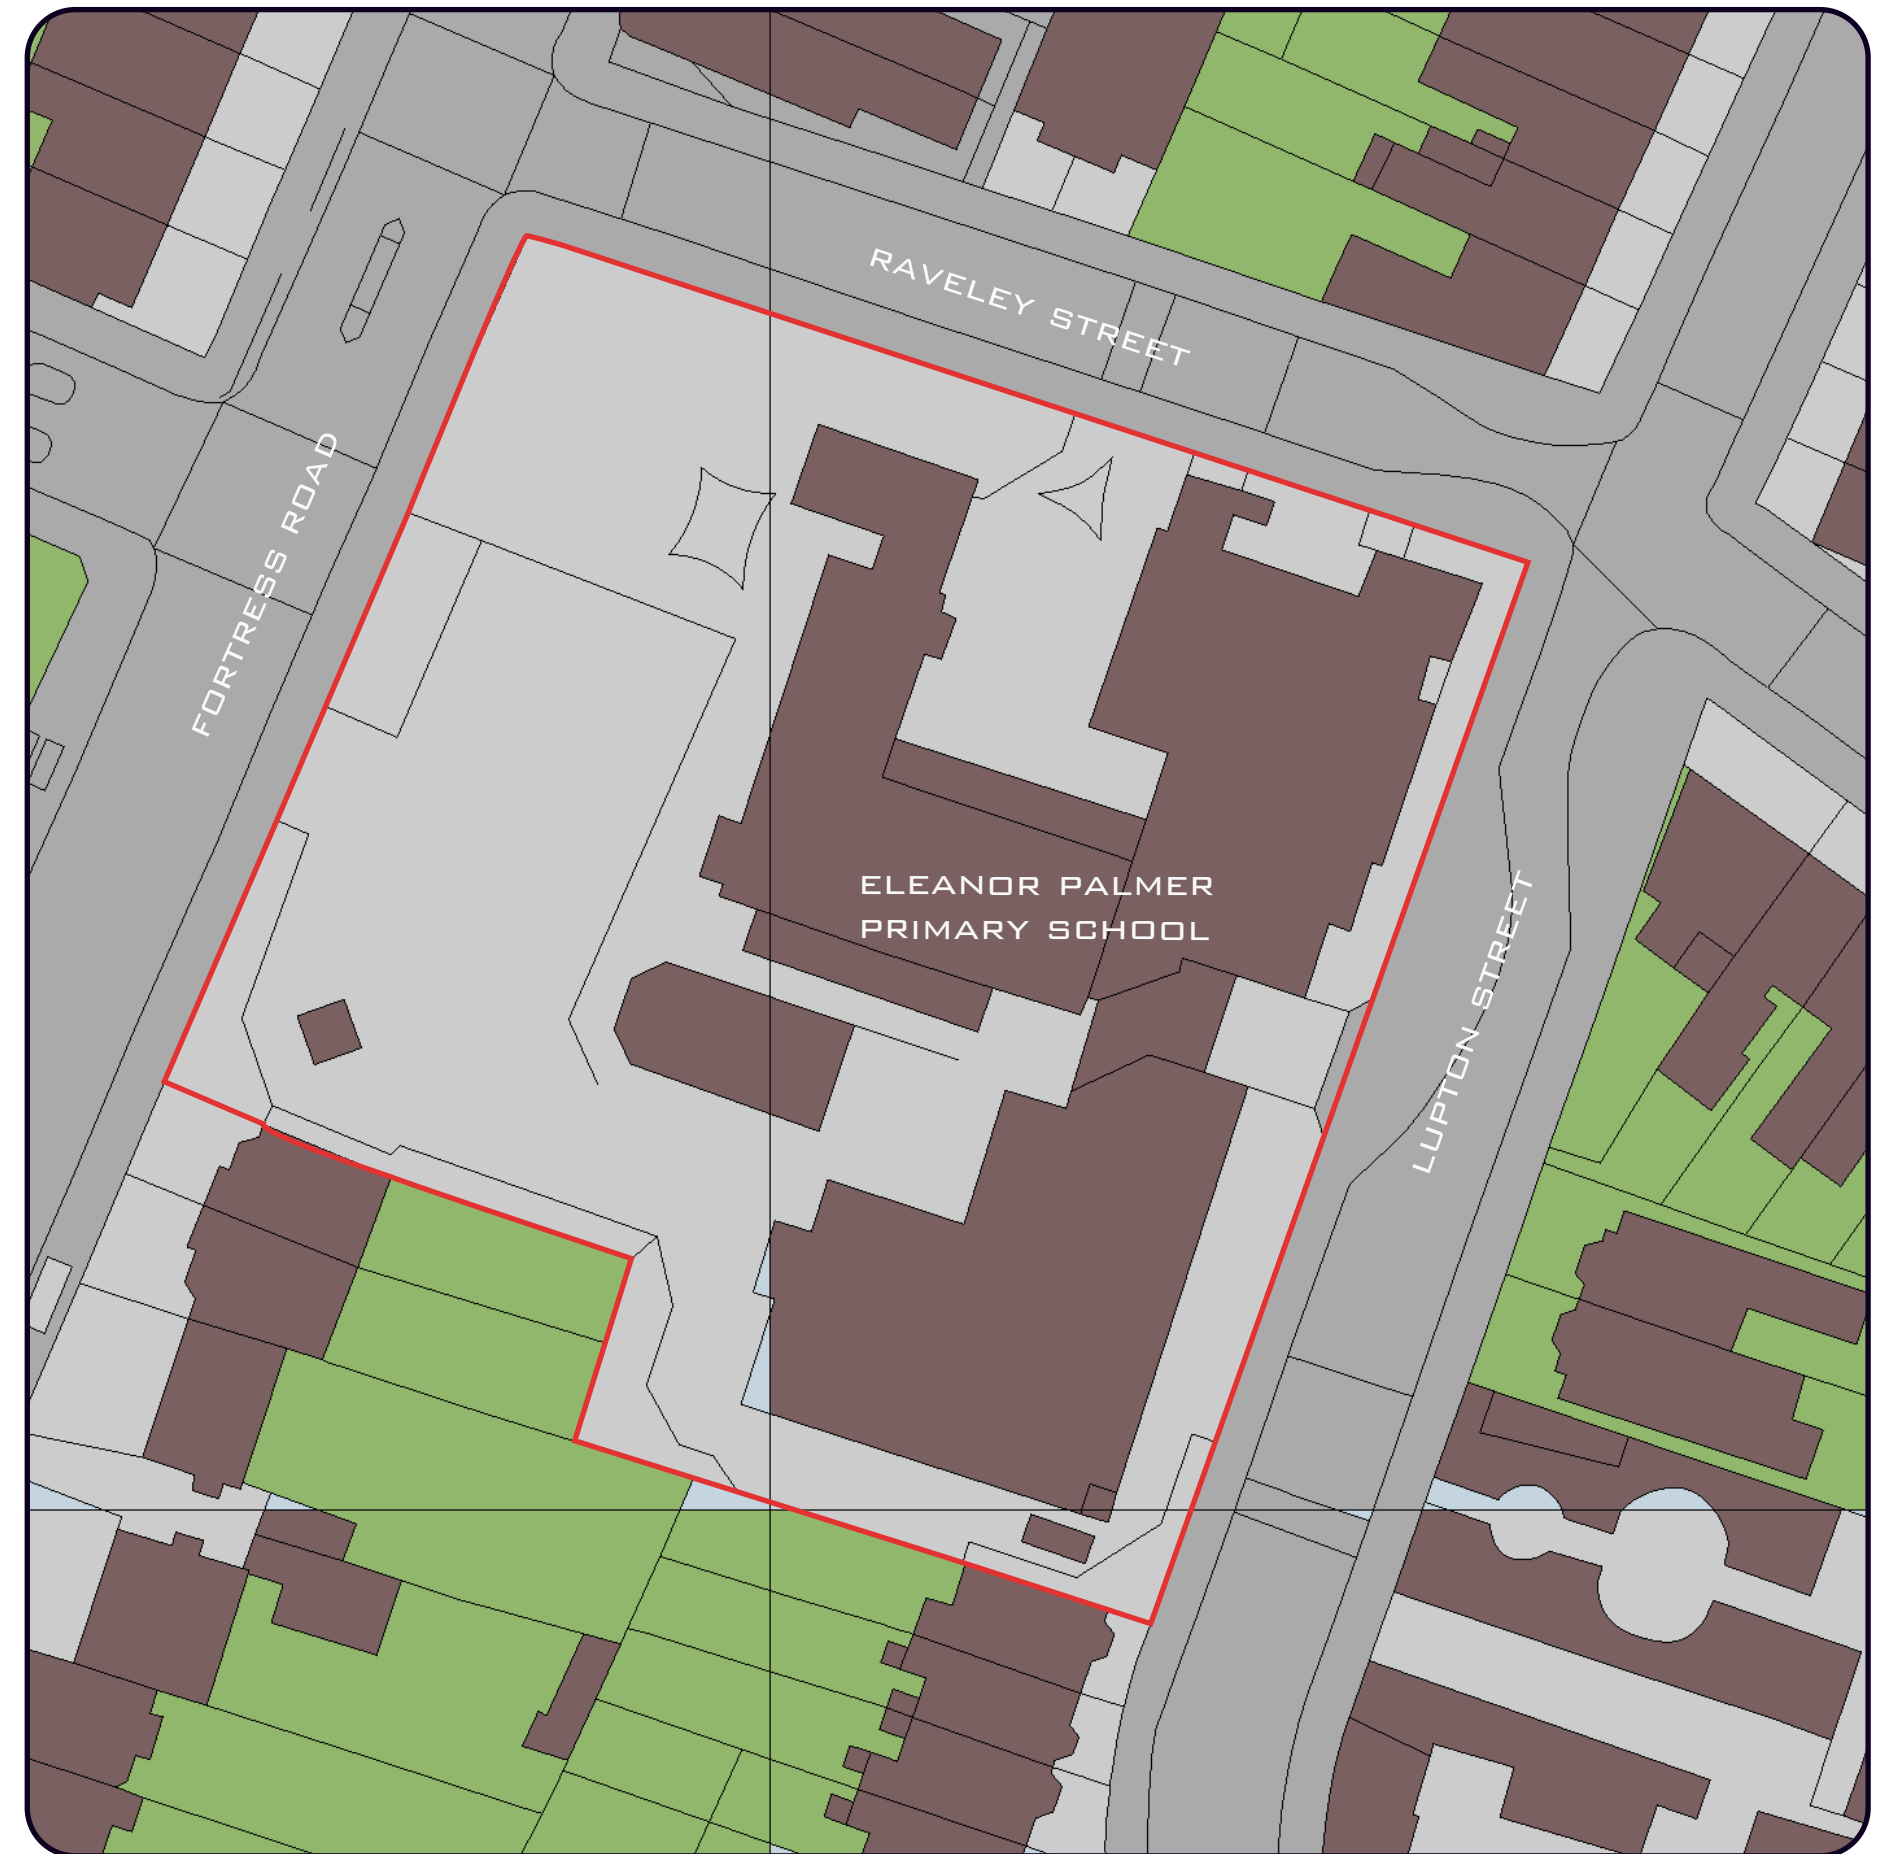 RAVELEY STREET
FORTRESS ROAD
ELEANOR PALMER
PRIMARY SCHOOL
LUPTON STREET